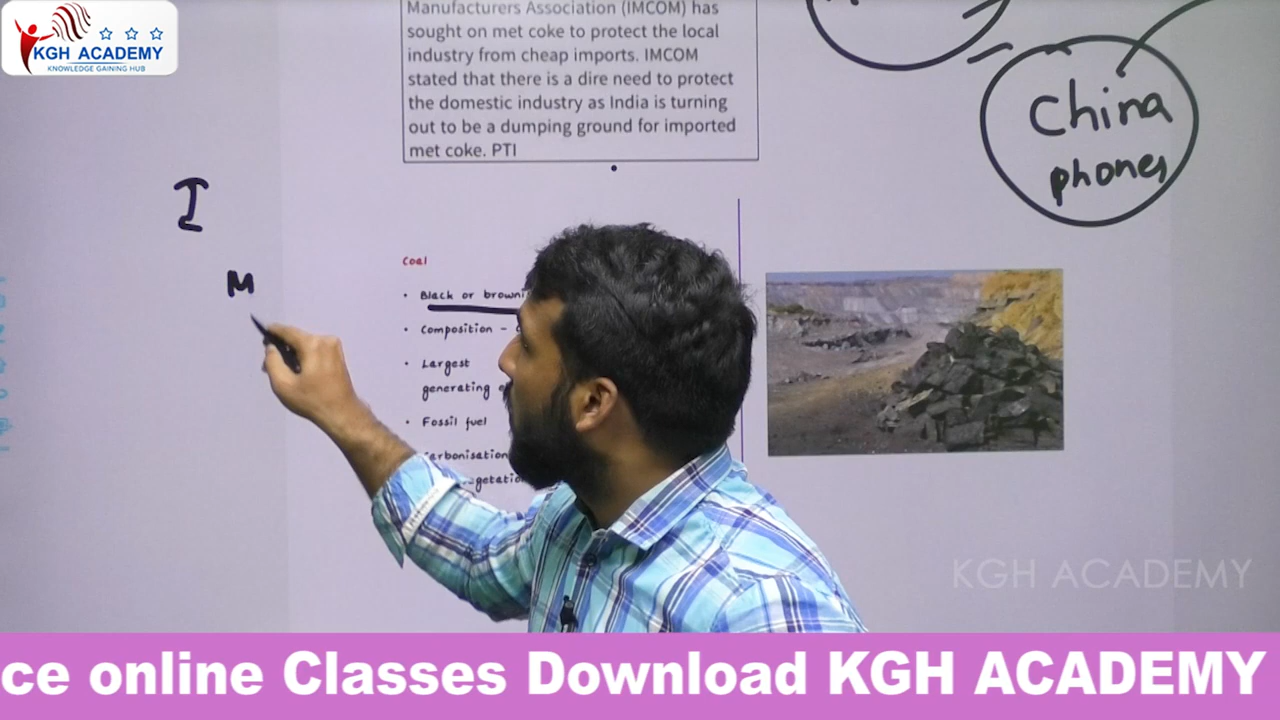 KGH ACADEMY
KNOWLEDGE GAINING HUB
Manufacturers Association (IMCOM) has
sought on met coke to protect the local
industry from cheap imports. IMCOM
stated that there is a dire need to protect
the domestic industry as India is turning
out to be a dumping ground for imported
met coke. PTI
China
phones
I
M
Coal
• Black or browni
• Composition -
• Largest
generating
• Fossil fuel
arbonisation
getation
KGH ACADEMY
ce online Classes Download KGH ACADEMY